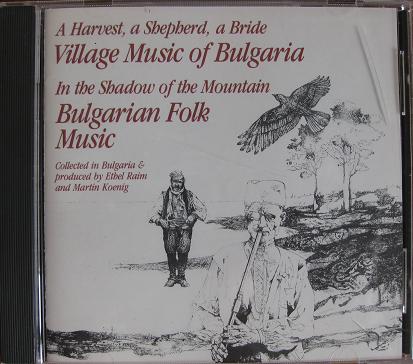 A Harvest, a Shepherd, a Bride
Village Music of Bulgaria
In the Shadow of the Mountain
Bulgarian Folk
Music
Collected in Bulgaria &
produced by Ethel Raim
and Martin Koenig